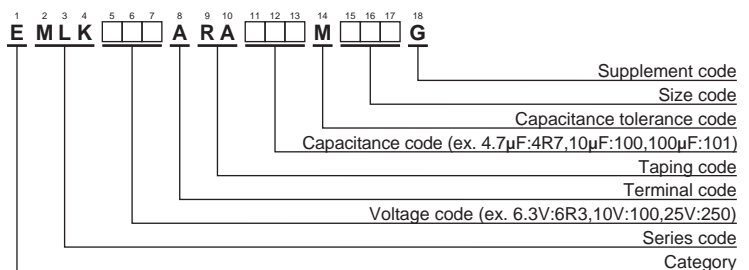 1 2 3 4 5 6 7 8 9 10 11 12 13 14 15 16 17 18
E M L K A R A M G
Supplement code
Size code
Capacitance tolerance code
Capacitance code (ex. 4.7μF:4R7,10μF:100,100μF:101)
Taping code
Terminal code
Voltage code (ex. 6.3V:6R3,10V:100,25V:250)
Series code
Category